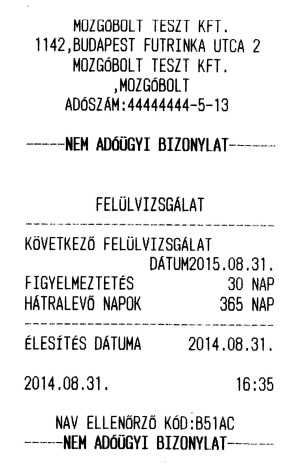 MOZGÓBOLT TESZT KFT.
1142,BUDAPEST FUTRINKA UTCA 2
MOZGÓBOLT TESZT KFT.
,MOZGÓBOLT
ADÓSZÁM:44444444-5-13
------NEM ADÓÜGYI BIZONYLAT-------
FELÜLVIZSGÁLAT
KÖVETKEZŐ FELÜLVIZSGÁLAT
DÁTUM2015.08.31.
FIGYELMEZTETÉS 30 NAP
HÁTRALEVŐ NAPOK 365 NAP
ÉLESÍTÉS DÁTUMA 2014.08.31.
2014.08.31. 16:35
NAV ELLENŐRZŐ KÓD:B51AC
------NEM ADÓÜGYI BIZONYLAT-------